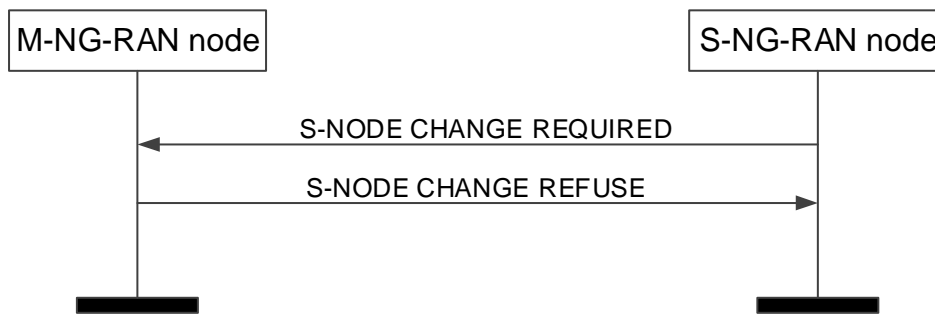 M-NG-RAN node
S-NG-RAN node
S-NODE CHANGE REQUIRED
S-NODE CHANGE REFUSE